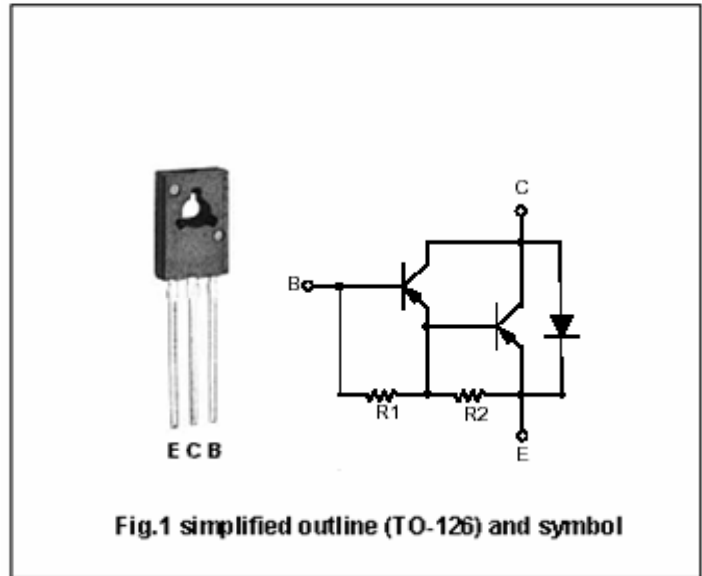 C
B
R1
R2
E
E C B
Fig.1 simplified outline (TO-126) and symbol